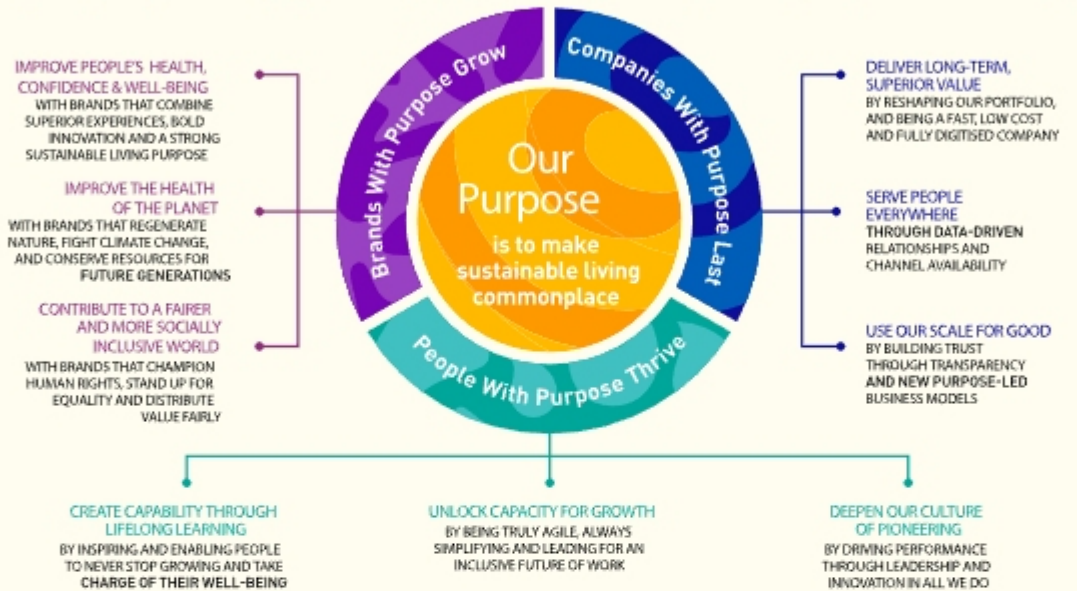 Brands With Purpose Grow
Companies With Purpose Last
People With Purpose Thrive
Our
Purpose
is to make
sustainable living
commonplace
IMPROVE PEOPLE'S HEALTH,
CONFIDENCE & WELL-BEING
WITH BRANDS THAT COMBINE
SUPERIOR EXPERIENCES, BOLD
INNOVATION AND A STRONG
SUSTAINABLE LIVING PURPOSE
IMPROVE THE HEALTH
OF THE PLANET
WITH BRANDS THAT REGENERATE
NATURE, FIGHT CLIMATE CHANGE,
AND CONSERVE RESOURCES FOR
FUTURE GENERATIONS
CONTRIBUTE TO A FAIRER
AND MORE SOCIALLY
INCLUSIVE WORLD
WITH BRANDS THAT CHAMPION
HUMAN RIGHTS, STAND UP FOR
EQUALITY AND DISTRIBUTE
VALUE FAIRLY
DELIVER LONG-TERM,
SUPERIOR VALUE
BY RESHAPING OUR PORTFOLIO,
AND BEING A FAST, LOW COST
AND FULLY DIGITISED COMPANY
SERVE PEOPLE
EVERYWHERE
THROUGH DATA-DRIVEN
RELATIONSHIPS AND
CHANNEL AVAILABILITY
USE OUR SCALE FOR GOOD
BY BUILDING TRUST
THROUGH TRANSPARENCY
AND NEW PURPOSE-LED
BUSINESS MODELS
CREATE CAPABILITY THROUGH
LIFELONG LEARNING
BY INSPIRING AND ENABLING PEOPLE
TO NEVER STOP GROWING AND TAKE
CHARGE OF THEIR WELL-BEING
UNLOCK CAPACITY FOR GROWTH
BY BEING TRULY AGILE, ALWAYS
SIMPLIFYING AND LEADING FOR AN
INCLUSIVE FUTURE OF WORK
DEEPEN OUR CULTURE
OF PIONEERING
BY DRIVING PERFORMANCE
THROUGH LEADERSHIP AND
INNOVATION IN ALL WE DO